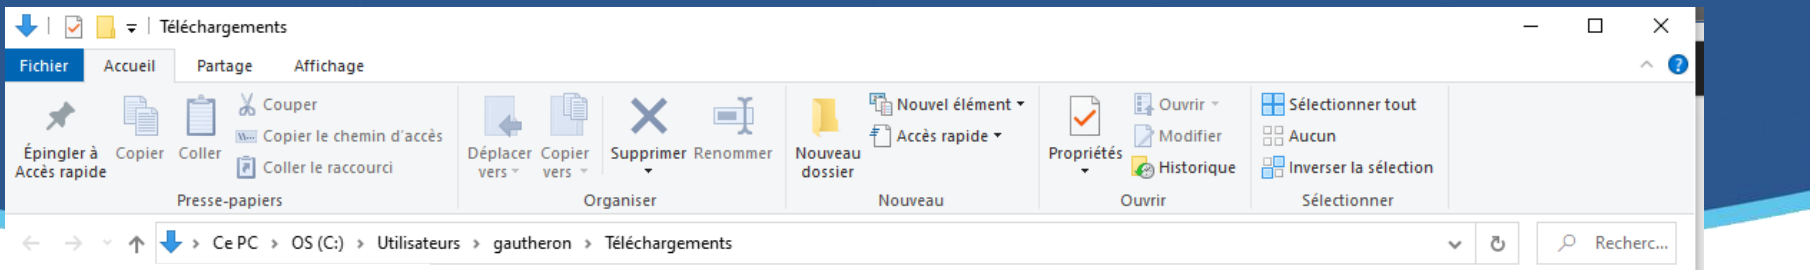 Téléchargements
Fichier Accueil Partage Affichage
Épingler à Accès rapide
Copier
Coller
Couper
Copier le chemin d'accès
Coller le raccourci
Presse-papiers
Déplacer vers
Copier vers
Supprimer
Renommer
Organiser
Nouveau dossier
Nouvel élément
Accès rapide
Nouveau
Propriétés
Ouvrir
Modifier
Historique
Ouvrir
Sélectionner tout
Aucun
Inverser la sélection
Sélectionner
Ce PC > OS (C:) > Utilisateurs > gautheron > Téléchargements
Recherc...